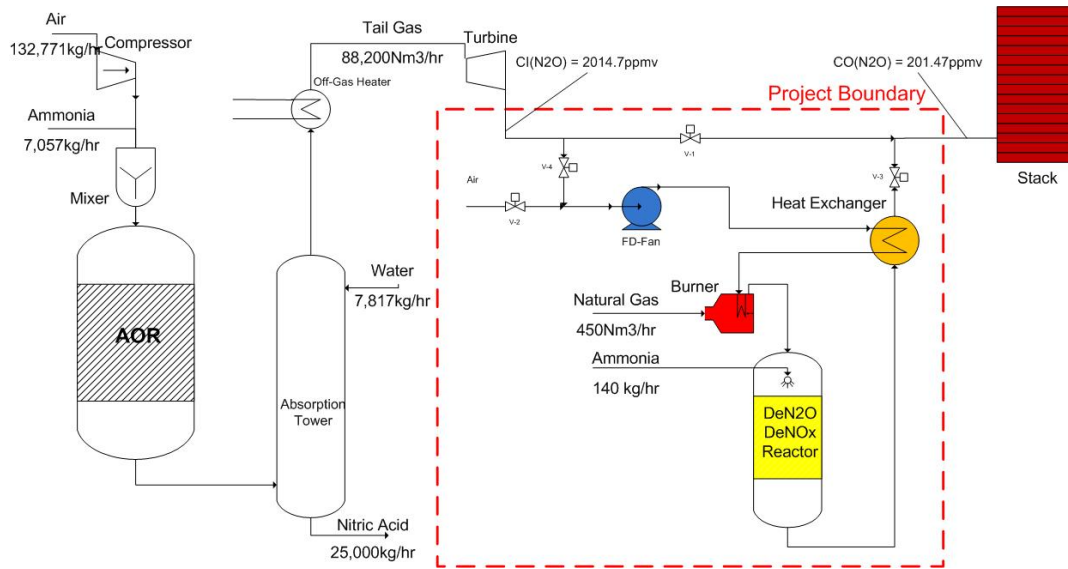 Air
132,771kg/hr
Compressor
Ammonia
7,057kg/hr
Mixer
AOR
Off-Gas Heater
Tail Gas
88,200Nm3/hr
Turbine
Water
7,817kg/hr
Absorption
Tower
Nitric Acid
25,000kg/hr
CI(N2O) = 2014.7ppmv
CO(N2O) = 201.47ppmv
Project Boundary
Stack
V-1
V-4
V-3
Air
V-2
FD-Fan
Heat Exchanger
Burner
Natural Gas
450Nm3/hr
Ammonia
140 kg/hr
DeN2O
DeNOx
Reactor